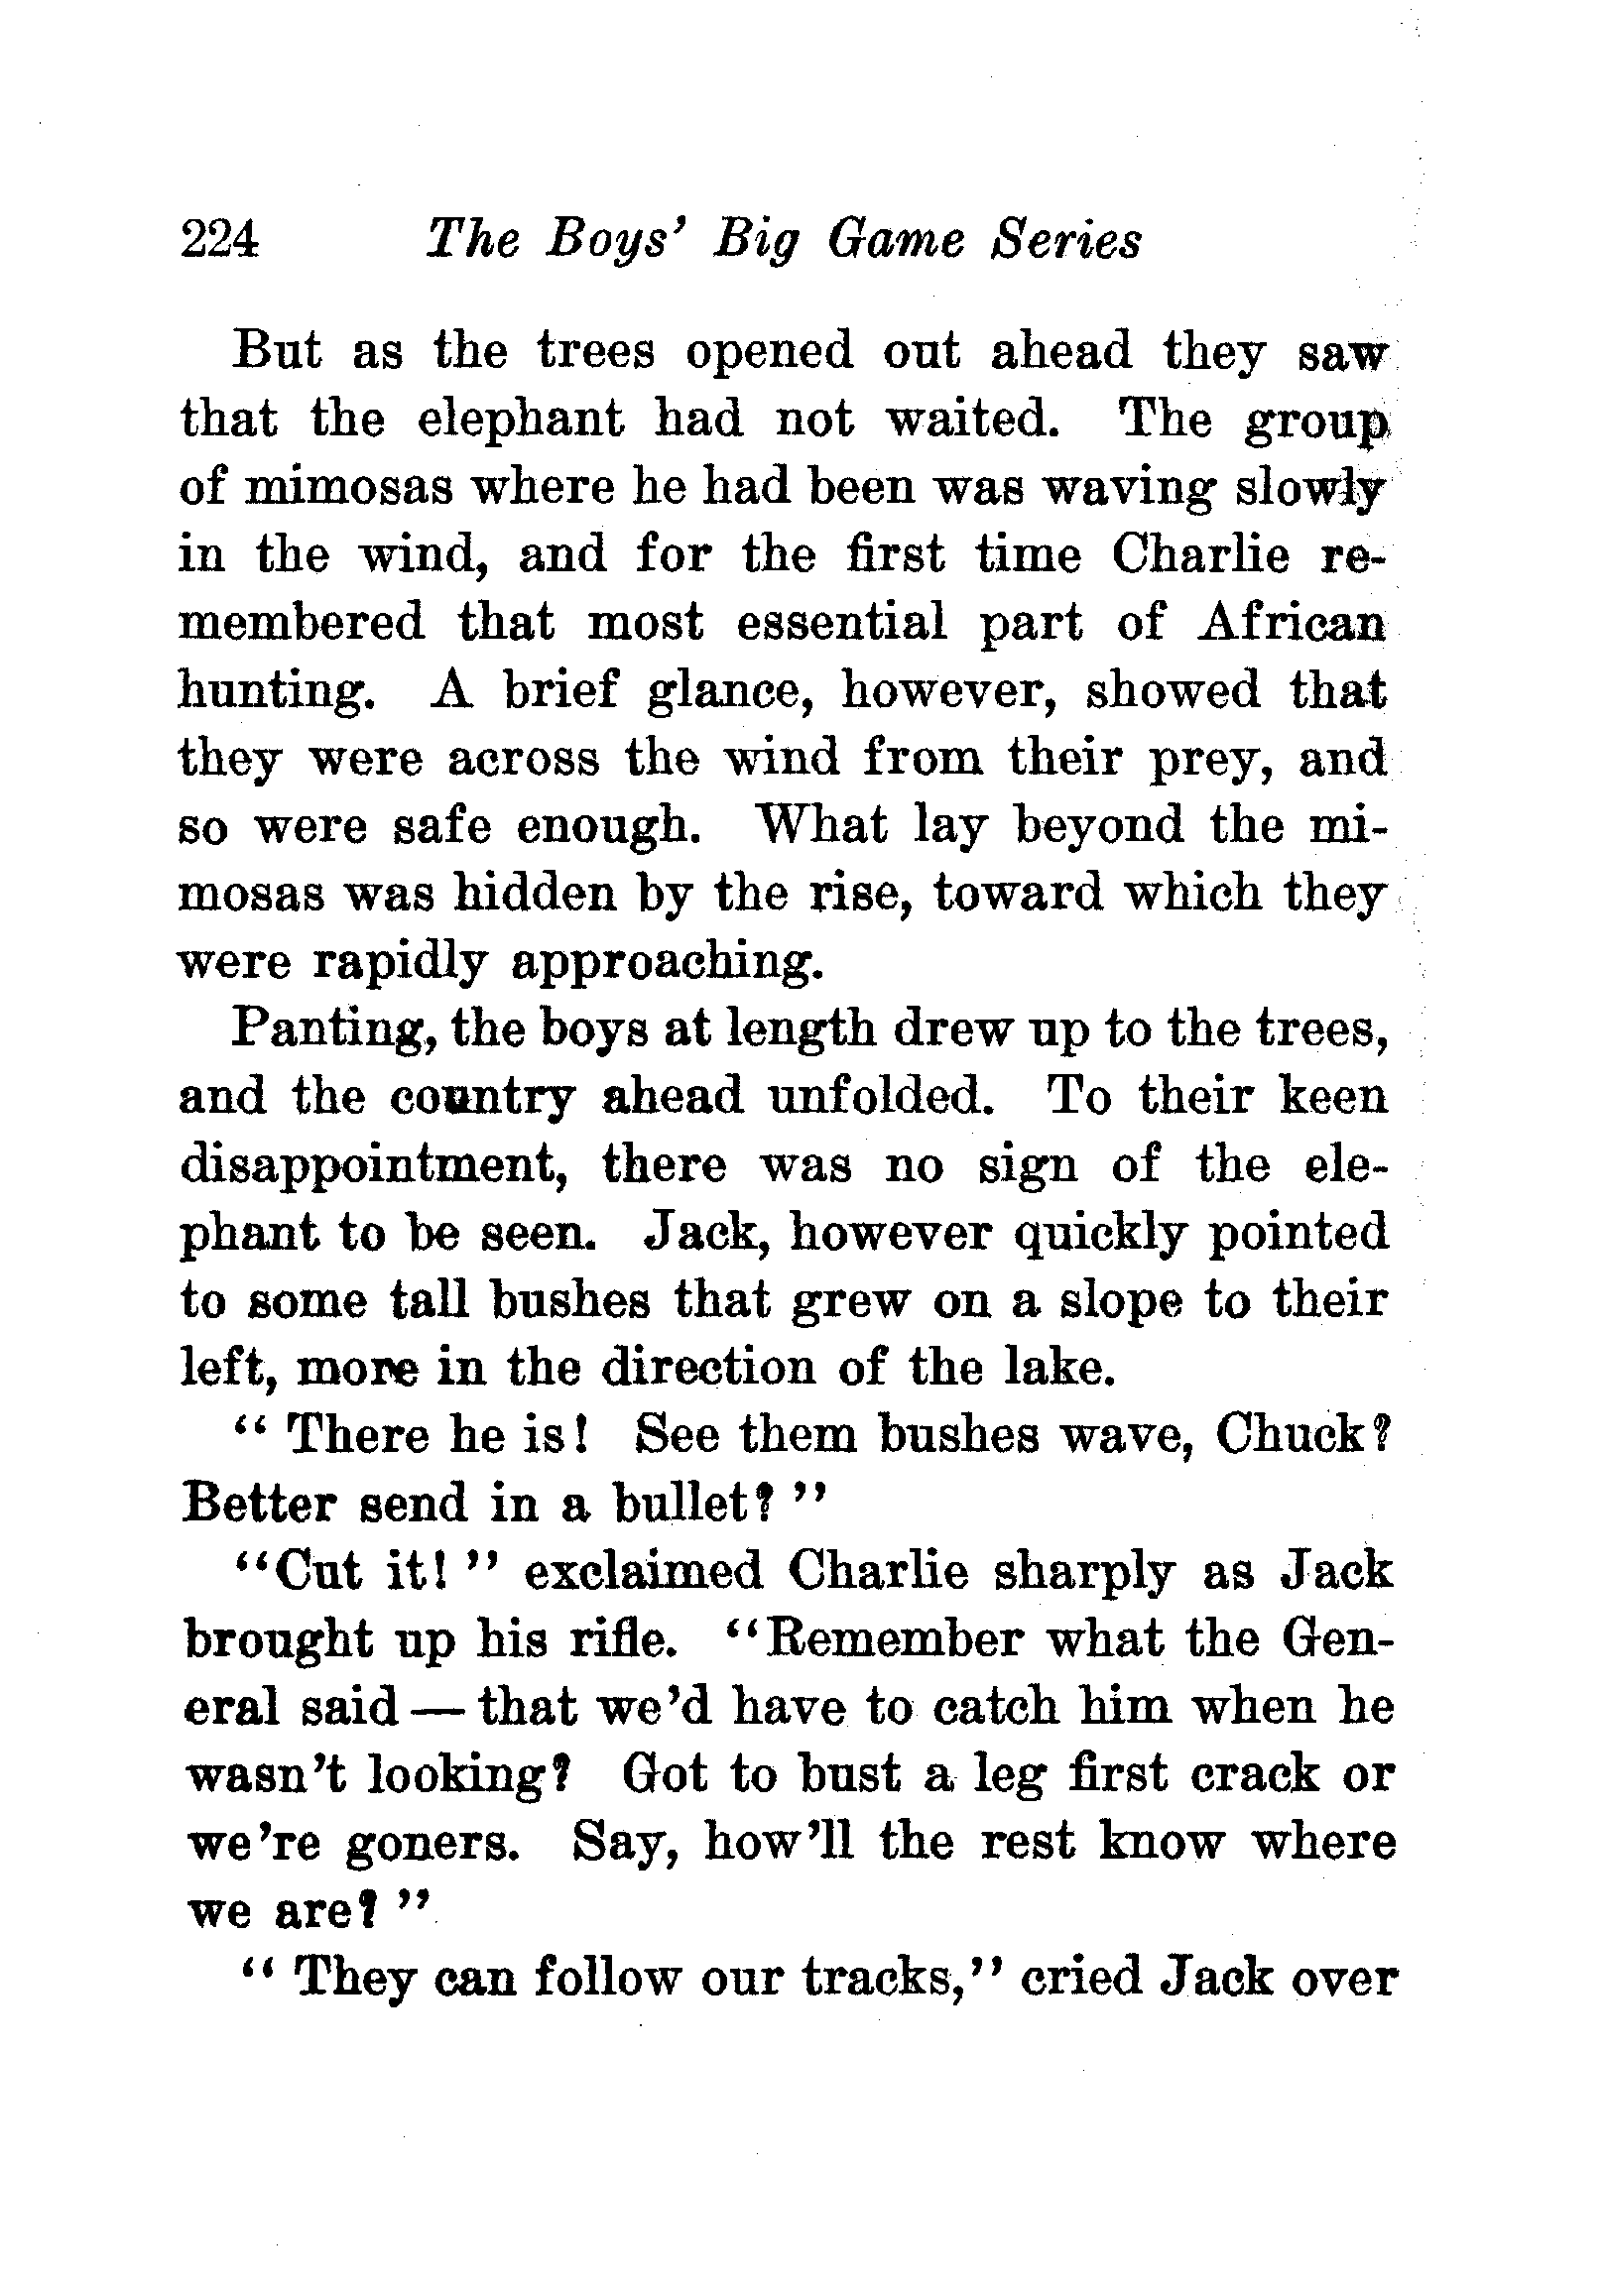 224 The Boys' Big Game Series
But as the trees opened out ahead they saw
that the elephant had not waited. The group
of mimosas where he had been was waving slowly
in the wind, and for the first time Charlie re-
membered that most essential part of African
hunting. A brief glance, however, showed that
they were across the wind from their prey, and
so were safe enough. What lay beyond the mi-
mosas was hidden by the rise, toward which they
were rapidly approaching.
Panting, the boys at length drew up to the trees,
and the country ahead unfolded. To their keen
disappointment, there was no sign of the ele-
phant to be seen. Jack, however quickly pointed
to some tall bushes that grew on a slope to their
left, more in the direction of the lake.
"There he is! See them bushes wave, Chuck?
Better send in a bullet?"
"Cut it!" exclaimed Charlie sharply as Jack
brought up his rifle. "Remember what the Gen-
eral said — that we'd have to catch him when he
wasn't looking? Got to bust a leg first crack or
we're goners. Say, how'll the rest know where
we are?"
"They can follow our tracks," cried Jack over